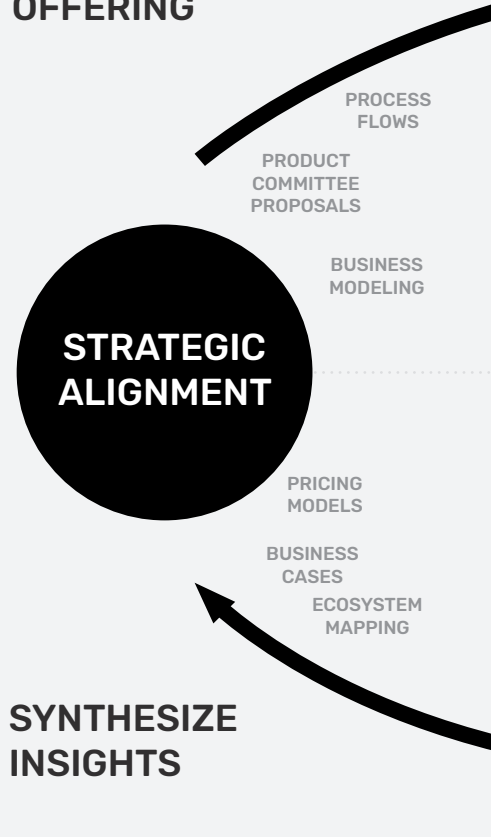 OFFERING
PROCESS
FLOWS
PRODUCT
COMMITTEE
PROPOSALS
BUSINESS
MODELING
STRATEGIC
ALIGNMENT
PRICING
MODELS
BUSINESS
CASES
ECOSYSTEM
MAPPING
SYNTHESIZE
INSIGHTS